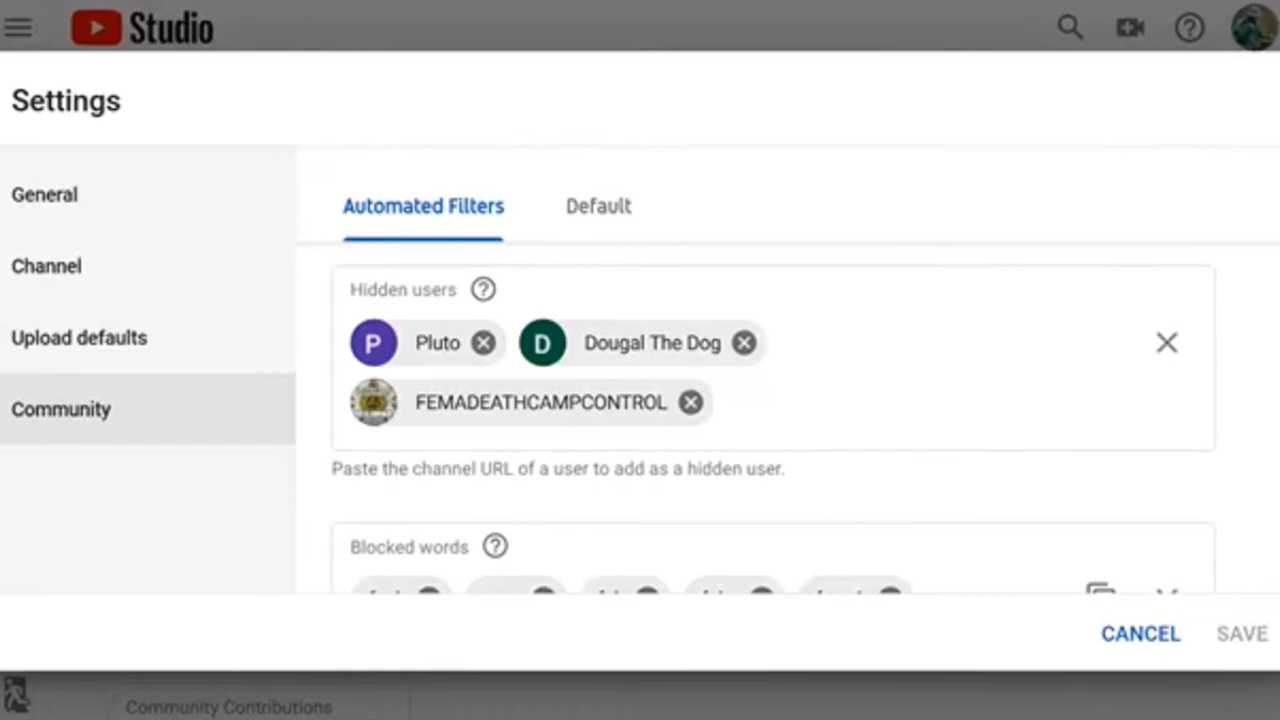 Studio
Settings
General
Channel
Upload defaults
Community
Automated Filters Default
Hidden users ?
P Pluto D Dougal The Dog
FEMADEATHCAMPCONTROL
Paste the channel URL of a user to add as a hidden user.
Blocked words ?
CANCEL SAVE
Community Contributions